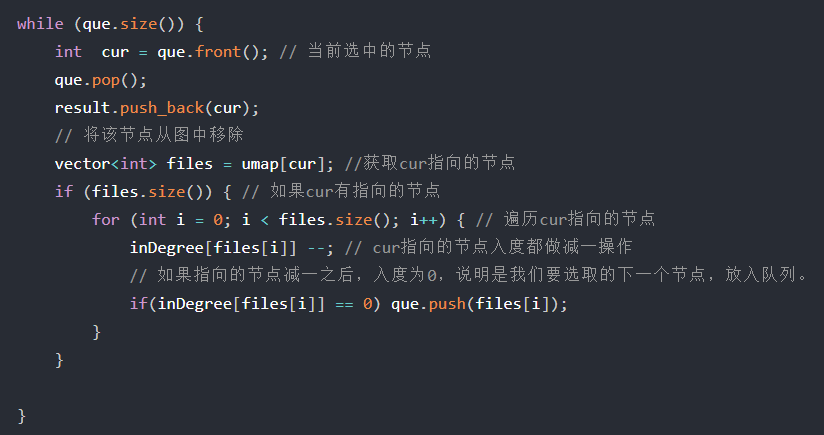 while (que.size()) {
    int  cur = que.front(); // 当前选中的节点
    que.pop();
    result.push_back(cur);
    // 将该节点从图中移除
    vector<int> files = umap[cur]; //获取cur指向的节点
    if (files.size()) { // 如果cur有指向的节点
        for (int i = 0; i < files.size(); i++) { // 遍历cur指向的节点
            inDegree[files[i]] --; // cur指向的节点入度都做减一操作
            // 如果指向的节点减一之后，入度为0，说明是我们要选取的下一个节点，放入队列。
            if(inDegree[files[i]] == 0) que.push(files[i]);
        }
    }

}